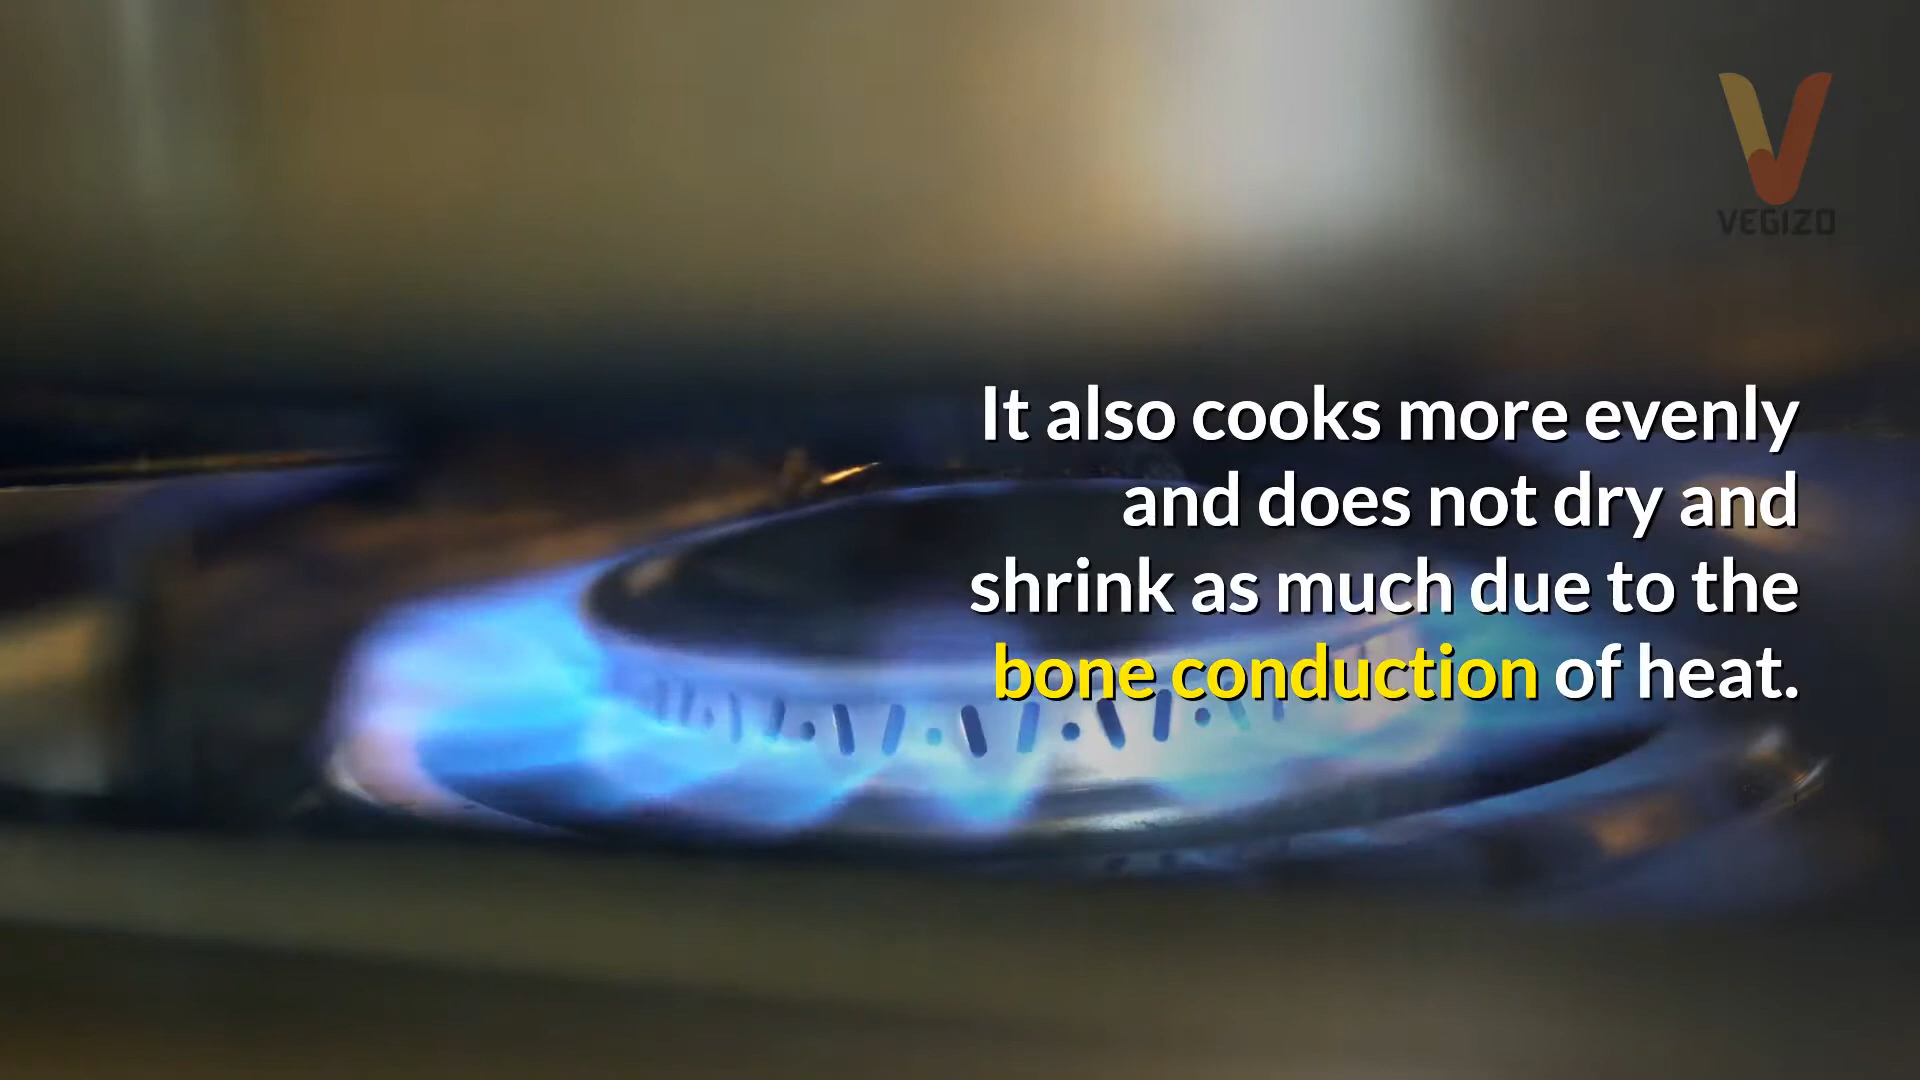 VEGIZO
It also cooks more evenly
and does not dry and
shrink as much due to the
bone conduction of heat.